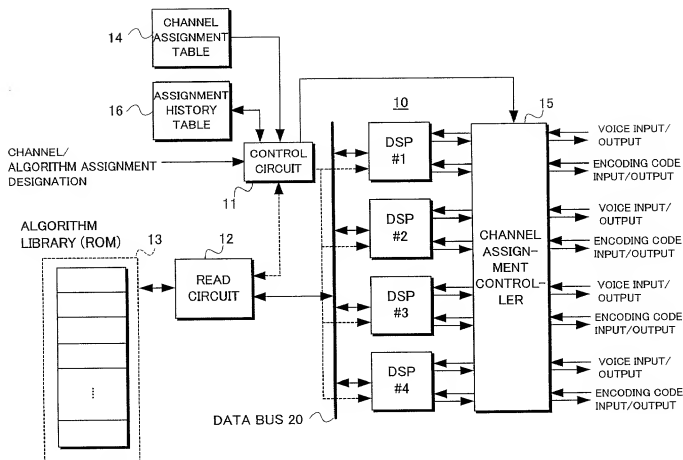 14
CHANNEL
ASSIGNMENT
TABLE
16
ASSIGNMENT
HISTORY
TABLE
CHANNEL/
ALGORITHM ASSIGNMENT
DESIGNATION
CONTROL
CIRCUIT
11
ALGORITHM
LIBRARY (ROM)
13
12
READ
CIRCUIT
DATA BUS 20
10
DSP
#1
DSP
#2
DSP
#3
DSP
#4
15
CHANNEL
ASSIGN-
MENT
CONTROL-
LER
VOICE INPUT/
OUTPUT
ENCODING CODE
INPUT/OUTPUT
VOICE INPUT/
OUTPUT
ENCODING CODE
INPUT/OUTPUT
VOICE INPUT/
OUTPUT
ENCODING CODE
INPUT/OUTPUT
VOICE INPUT/
OUTPUT
ENCODING CODE
INPUT/OUTPUT